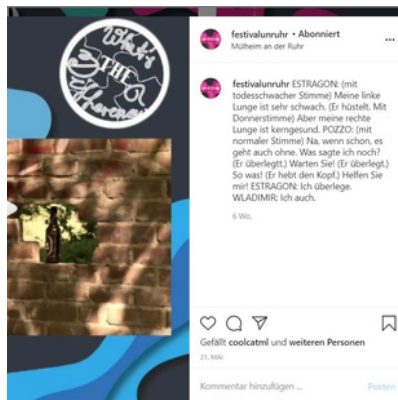 What's
THE
Difference
festivalunruhr • Abonniert
Mülheim an der Ruhr
festivalunruhr ESTRAGON: (mit
todesschwacher Stimme) Meine linke
Lunge ist sehr schwach. (Er hüstelt. Mit
Donnerstimme) Aber meine rechte
Lunge ist kerngesund. POZZO: (mit
normaler Stimme) Na, wenn schon, es
geht auch ohne. Was sagte ich noch?
(Er überlegtt.) Warten Sie! (Er überlegt.)
So was! (Er hebt den Kopf.) Helfen Sie
mir! ESTRAGON: Ich überlege.
WLADIMIR: Ich auch.
6 Wo.
Gefällt coolcatml und weiteren Personen
21. MAI
Kommentar hinzufügen ...
Posten